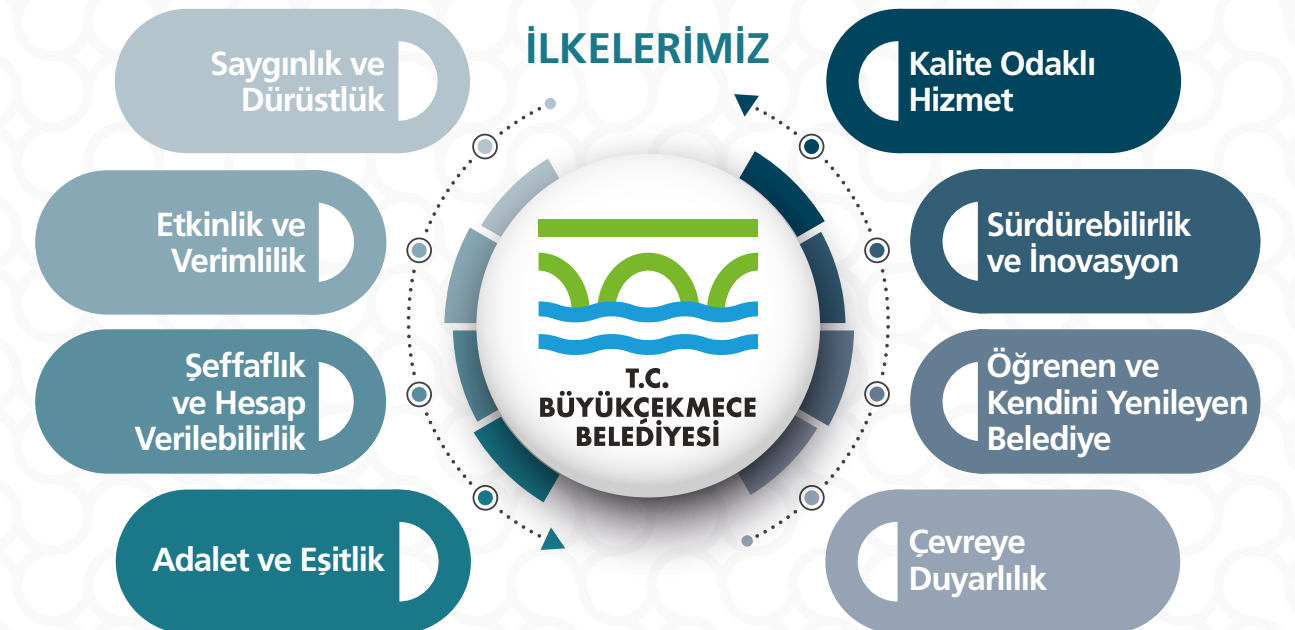 İLKELERİMİZ
Saygınlık ve
Dürüstlük
Etkinlik ve
Verimlilik
Şeffaflık
ve Hesap
Verilebilirlik
Adalet ve Eşitlik
T.C.
BÜYÜKÇEKMECE
BELEDİYESİ
Kalite Odaklı
Hizmet
Sürdürebilirlik
ve İnovasyon
Öğrenen ve
Kendini Yenileyen
Belediye
Çevreye
Duyarlılık